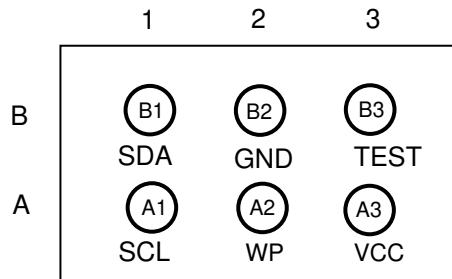 1 2 3
B B1 B2 B3
SDA GND TEST
A A1 A2 A3
SCL WP VCC